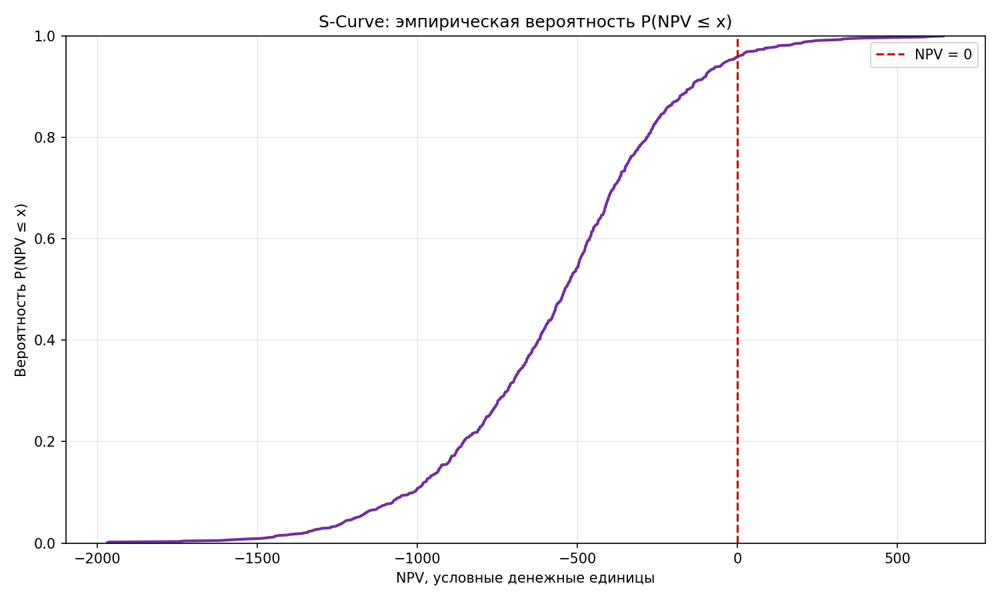 S-Curve: эмпирическая вероятность P(NPV ≤ x)
NPV = 0
Вероятность P(NPV ≤ x)
1.0
0.8
0.6
0.4
0.2
0.0
−2000 −1500 −1000 −500 0 500
NPV, условные денежные единицы